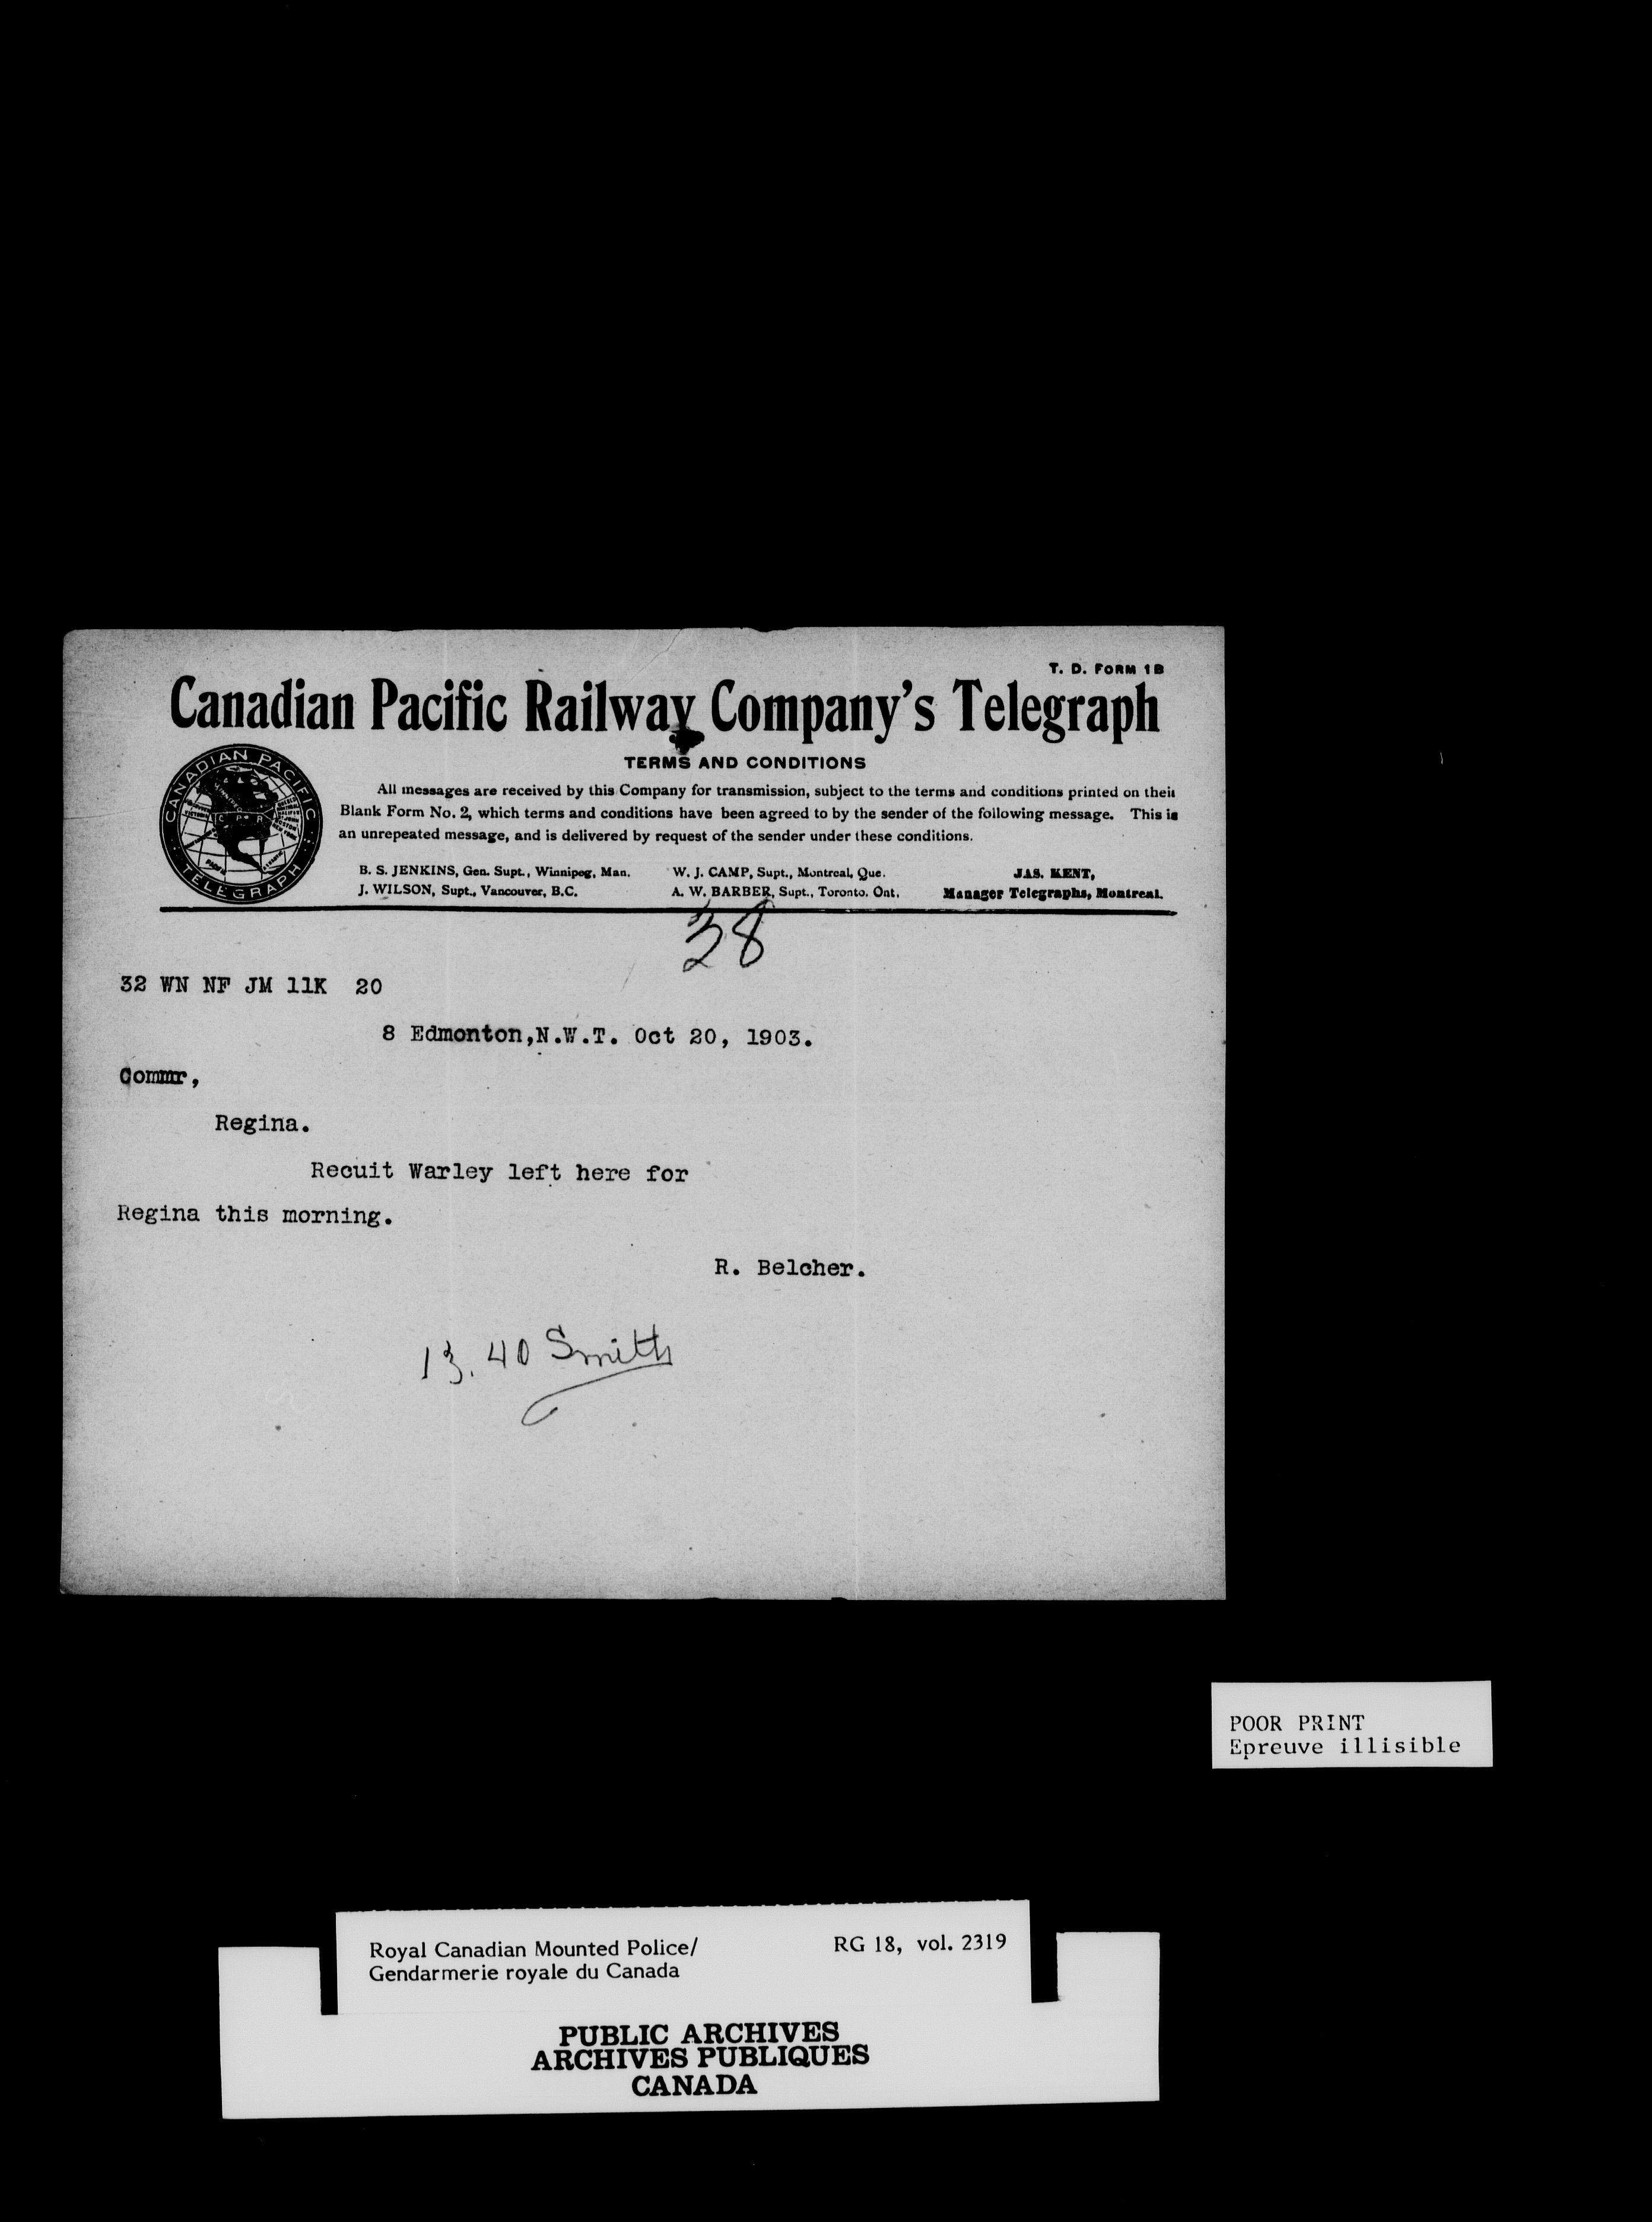 T. D. FORM 1B
Canadian Pacific Railway Company's Telegraph
TERMS AND CONDITIONS
CANADIAN PACIFIC
C P R
TELEGRAPH
All messages are received by this Company for transmission, subject to the terms and conditions printed on their
Blank Form No. 2, which terms and conditions have been agreed to by the sender of the following message. This is
an unrepeated message, and is delivered by request of the sender under these conditions.
B. S. JENKINS, Gen. Supt., Winnipeg, Man. W. J. CAMP, Supt., Montreal, Que. JAS. KENT,
J. WILSON, Supt., Vancouver, B.C. A. W. BARBER, Supt., Toronto. Ont. Manager Telegraphs, Montreal.
38
32 WN NF JM 11K 20
8 Edmonton,N.W.T. Oct 20, 1903.
Commr,
Regina.
Recuit Warley left here for
Regina this morning.
R. Belcher.
13.40 Smith
POOR PRINT
Epreuve illisible
Royal Canadian Mounted Police/ RG 18, vol. 2319
Gendarmerie royale du Canada
PUBLIC ARCHIVES
ARCHIVES PUBLIQUES
CANADA